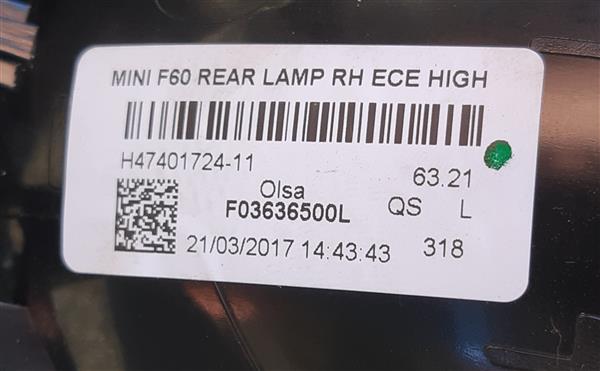 MINI F60 REAR LAMP RH ECE HIGH
H47401724-11 63.21
Olsa QS L
F03636500L
21/03/2017 14:43:43 318